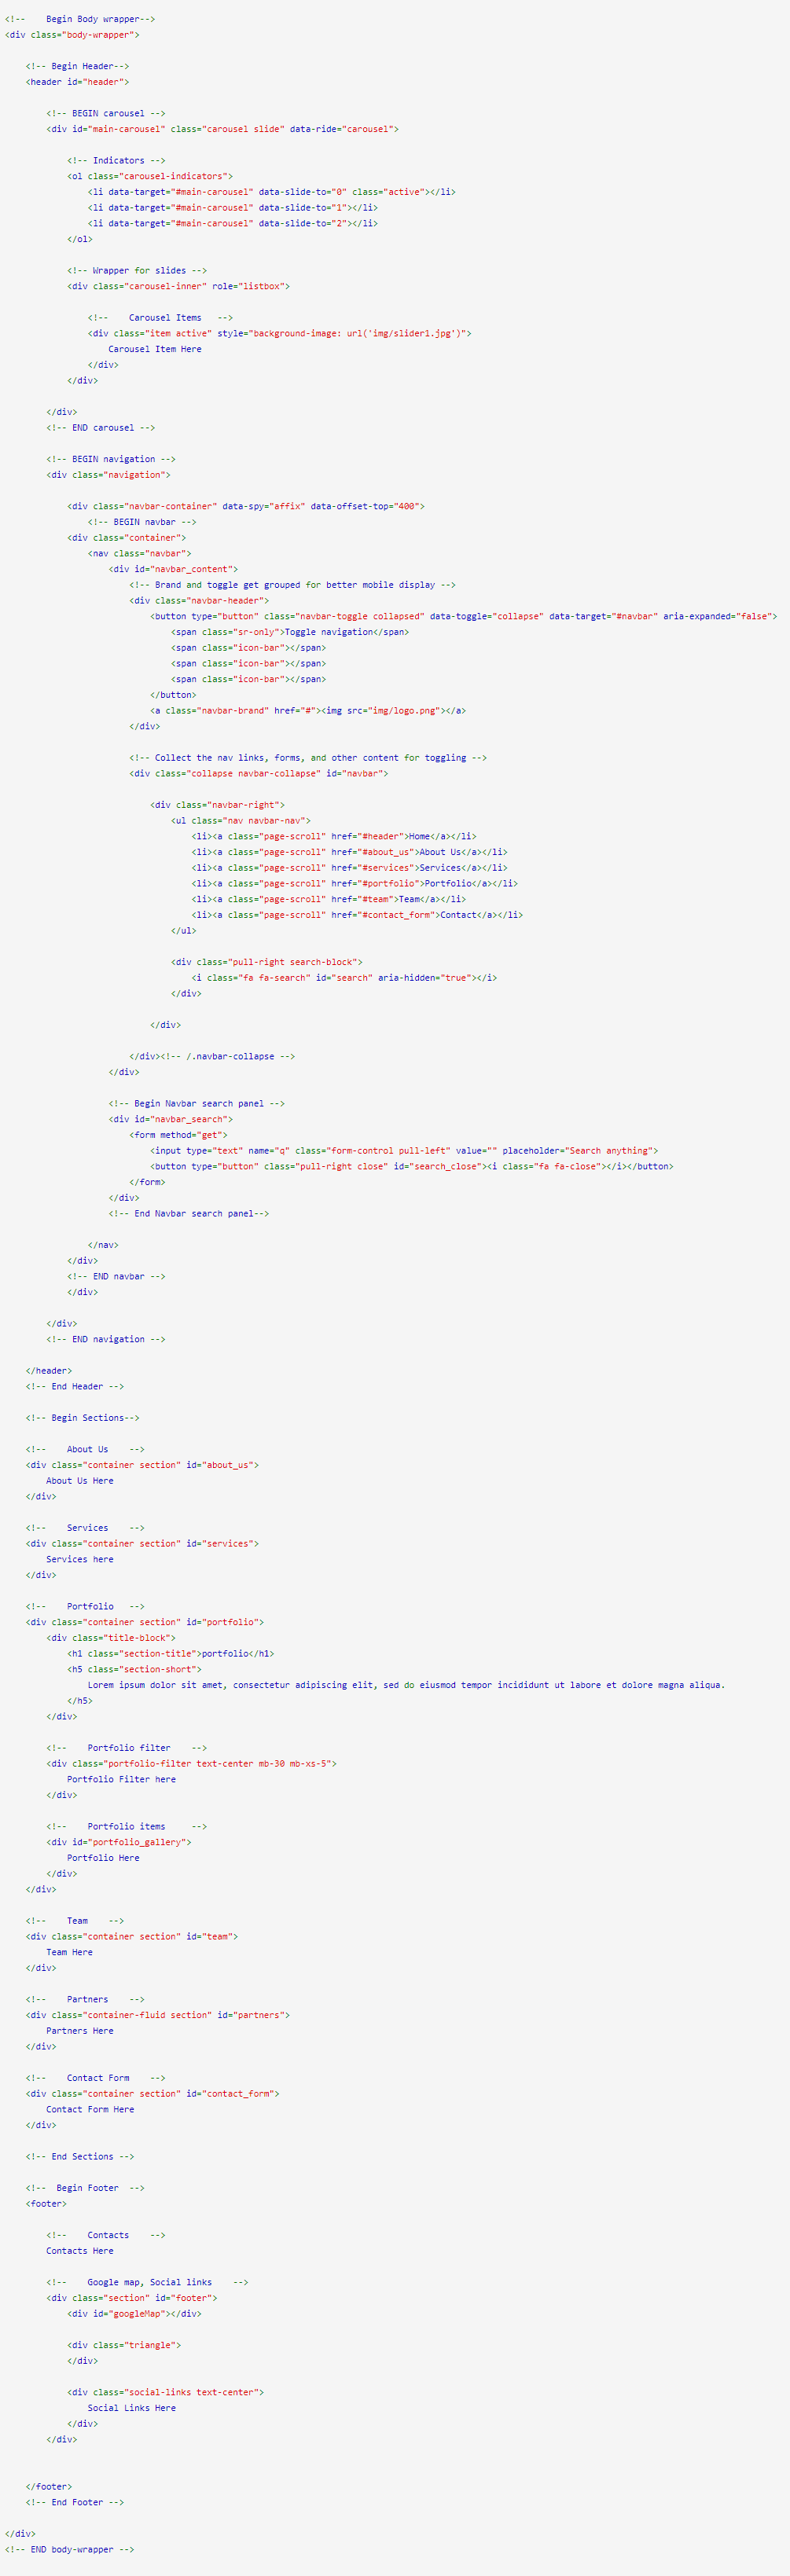 <!--    Begin Body wrapper-->
<div class="body-wrapper">

    <!-- Begin Header-->
    <header id="header">

        <!-- BEGIN carousel -->
        <div id="main-carousel" class="carousel slide" data-ride="carousel">

            <!-- Indicators -->
            <ol class="carousel-indicators">
                <li data-target="#main-carousel" data-slide-to="0" class="active"></li>
                <li data-target="#main-carousel" data-slide-to="1"></li>
                <li data-target="#main-carousel" data-slide-to="2"></li>
            </ol>

            <!-- Wrapper for slides -->
            <div class="carousel-inner" role="listbox">

                <!--    Carousel Items   -->
                <div class="item active" style="background-image: url('img/slider1.jpg')">
                    Carousel Item Here
                </div>
            </div>

        </div>
        <!-- END carousel -->

        <!-- BEGIN navigation -->
        <div class="navigation">

            <div class="navbar-container" data-spy="affix" data-offset-top="400">
                <!-- BEGIN navbar -->
            <div class="container">
                <nav class="navbar">
                    <div id="navbar_content">
                        <!-- Brand and toggle get grouped for better mobile display -->
                        <div class="navbar-header">
                            <button type="button" class="navbar-toggle collapsed" data-toggle="collapse" data-target="#navbar" aria-expanded="false">
                                <span class="sr-only">Toggle navigation</span>
                                <span class="icon-bar"></span>
                                <span class="icon-bar"></span>
                                <span class="icon-bar"></span>
                            </button>
                            <a class="navbar-brand" href="#"><img src="img/logo.png"></a>
                        </div>

                        <!-- Collect the nav links, forms, and other content for toggling -->
                        <div class="collapse navbar-collapse" id="navbar">

                            <div class="navbar-right">
                                <ul class="nav navbar-nav">
                                    <li><a class="page-scroll" href="#header">Home</a></li>
                                    <li><a class="page-scroll" href="#about_us">About Us</a></li>
                                    <li><a class="page-scroll" href="#services">Services</a></li>
                                    <li><a class="page-scroll" href="#portfolio">Portfolio</a></li>
                                    <li><a class="page-scroll" href="#team">Team</a></li>
                                    <li><a class="page-scroll" href="#contact_form">Contact</a></li>
                                </ul>

                                <div class="pull-right search-block">
                                    <i class="fa fa-search" id="search" aria-hidden="true"></i>
                                </div>

                            </div>

                        </div><!-- /.navbar-collapse -->
                    </div>

                    <!-- Begin Navbar search panel -->
                    <div id="navbar_search">
                        <form method="get">
                            <input type="text" name="q" class="form-control pull-left" value="" placeholder="Search anything">
                            <button type="button" class="pull-right close" id="search_close"><i class="fa fa-close"></i></button>
                        </form>
                    </div>
                    <!-- End Navbar search panel-->

                </nav>
            </div>
            <!-- END navbar -->
            </div>

        </div>
        <!-- END navigation -->

    </header>
    <!-- End Header -->

    <!-- Begin Sections-->

    <!--    About Us    -->
    <div class="container section" id="about_us">
        About Us Here
    </div>

    <!--    Services    -->
    <div class="container section" id="services">
        Services here
    </div>

    <!--    Portfolio   -->
    <div class="container section" id="portfolio">
        <div class="title-block">
            <h1 class="section-title">portfolio</h1>
            <h5 class="section-short">
                Lorem ipsum dolor sit amet, consectetur adipiscing elit, sed do eiusmod tempor incididunt ut labore et dolore magna aliqua.
            </h5>
        </div>

        <!--    Portfolio filter    -->
        <div class="portfolio-filter text-center mb-30 mb-xs-5">
            Portfolio Filter here
        </div>

        <!--    Portfolio items     -->
        <div id="portfolio_gallery">
            Portfolio Here
        </div>
    </div>

    <!--    Team    -->
    <div class="container section" id="team">
        Team Here
    </div>

    <!--    Partners    -->
    <div class="container-fluid section" id="partners">
        Partners Here
    </div>

    <!--    Contact Form    -->
    <div class="container section" id="contact_form">
        Contact Form Here
    </div>

    <!-- End Sections -->

    <!--  Begin Footer  -->
    <footer>

        <!--    Contacts    -->
        Contacts Here

        <!--    Google map, Social links    -->
        <div class="section" id="footer">
            <div id="googleMap"></div>

            <div class="triangle">
            </div>

            <div class="social-links text-center">
                Social Links Here
            </div>
        </div>


    </footer>
    <!-- End Footer -->

</div>
<!-- END body-wrapper -->